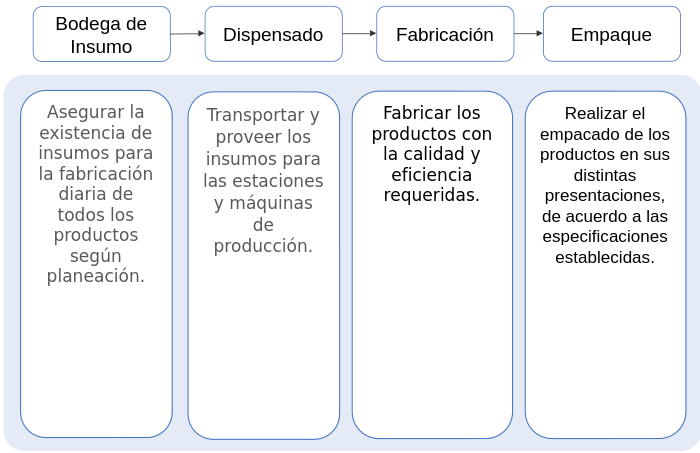 Bodega de
Insumo
Dispensado
Fabricación
Empaque
Asegurar la
existencia de
insumos para
la fabricación
diaria de
todos los
productos
según
planeación.
Transportar y
proveer los
insumos para
las estaciones
y máquinas
de
producción.
Fabricar los
productos con
la calidad y
eficiencia
requeridas.
Realizar el
empacado de los
productos en sus
distintas
presentaciones,
de acuerdo a las
especificaciones
establecidas.